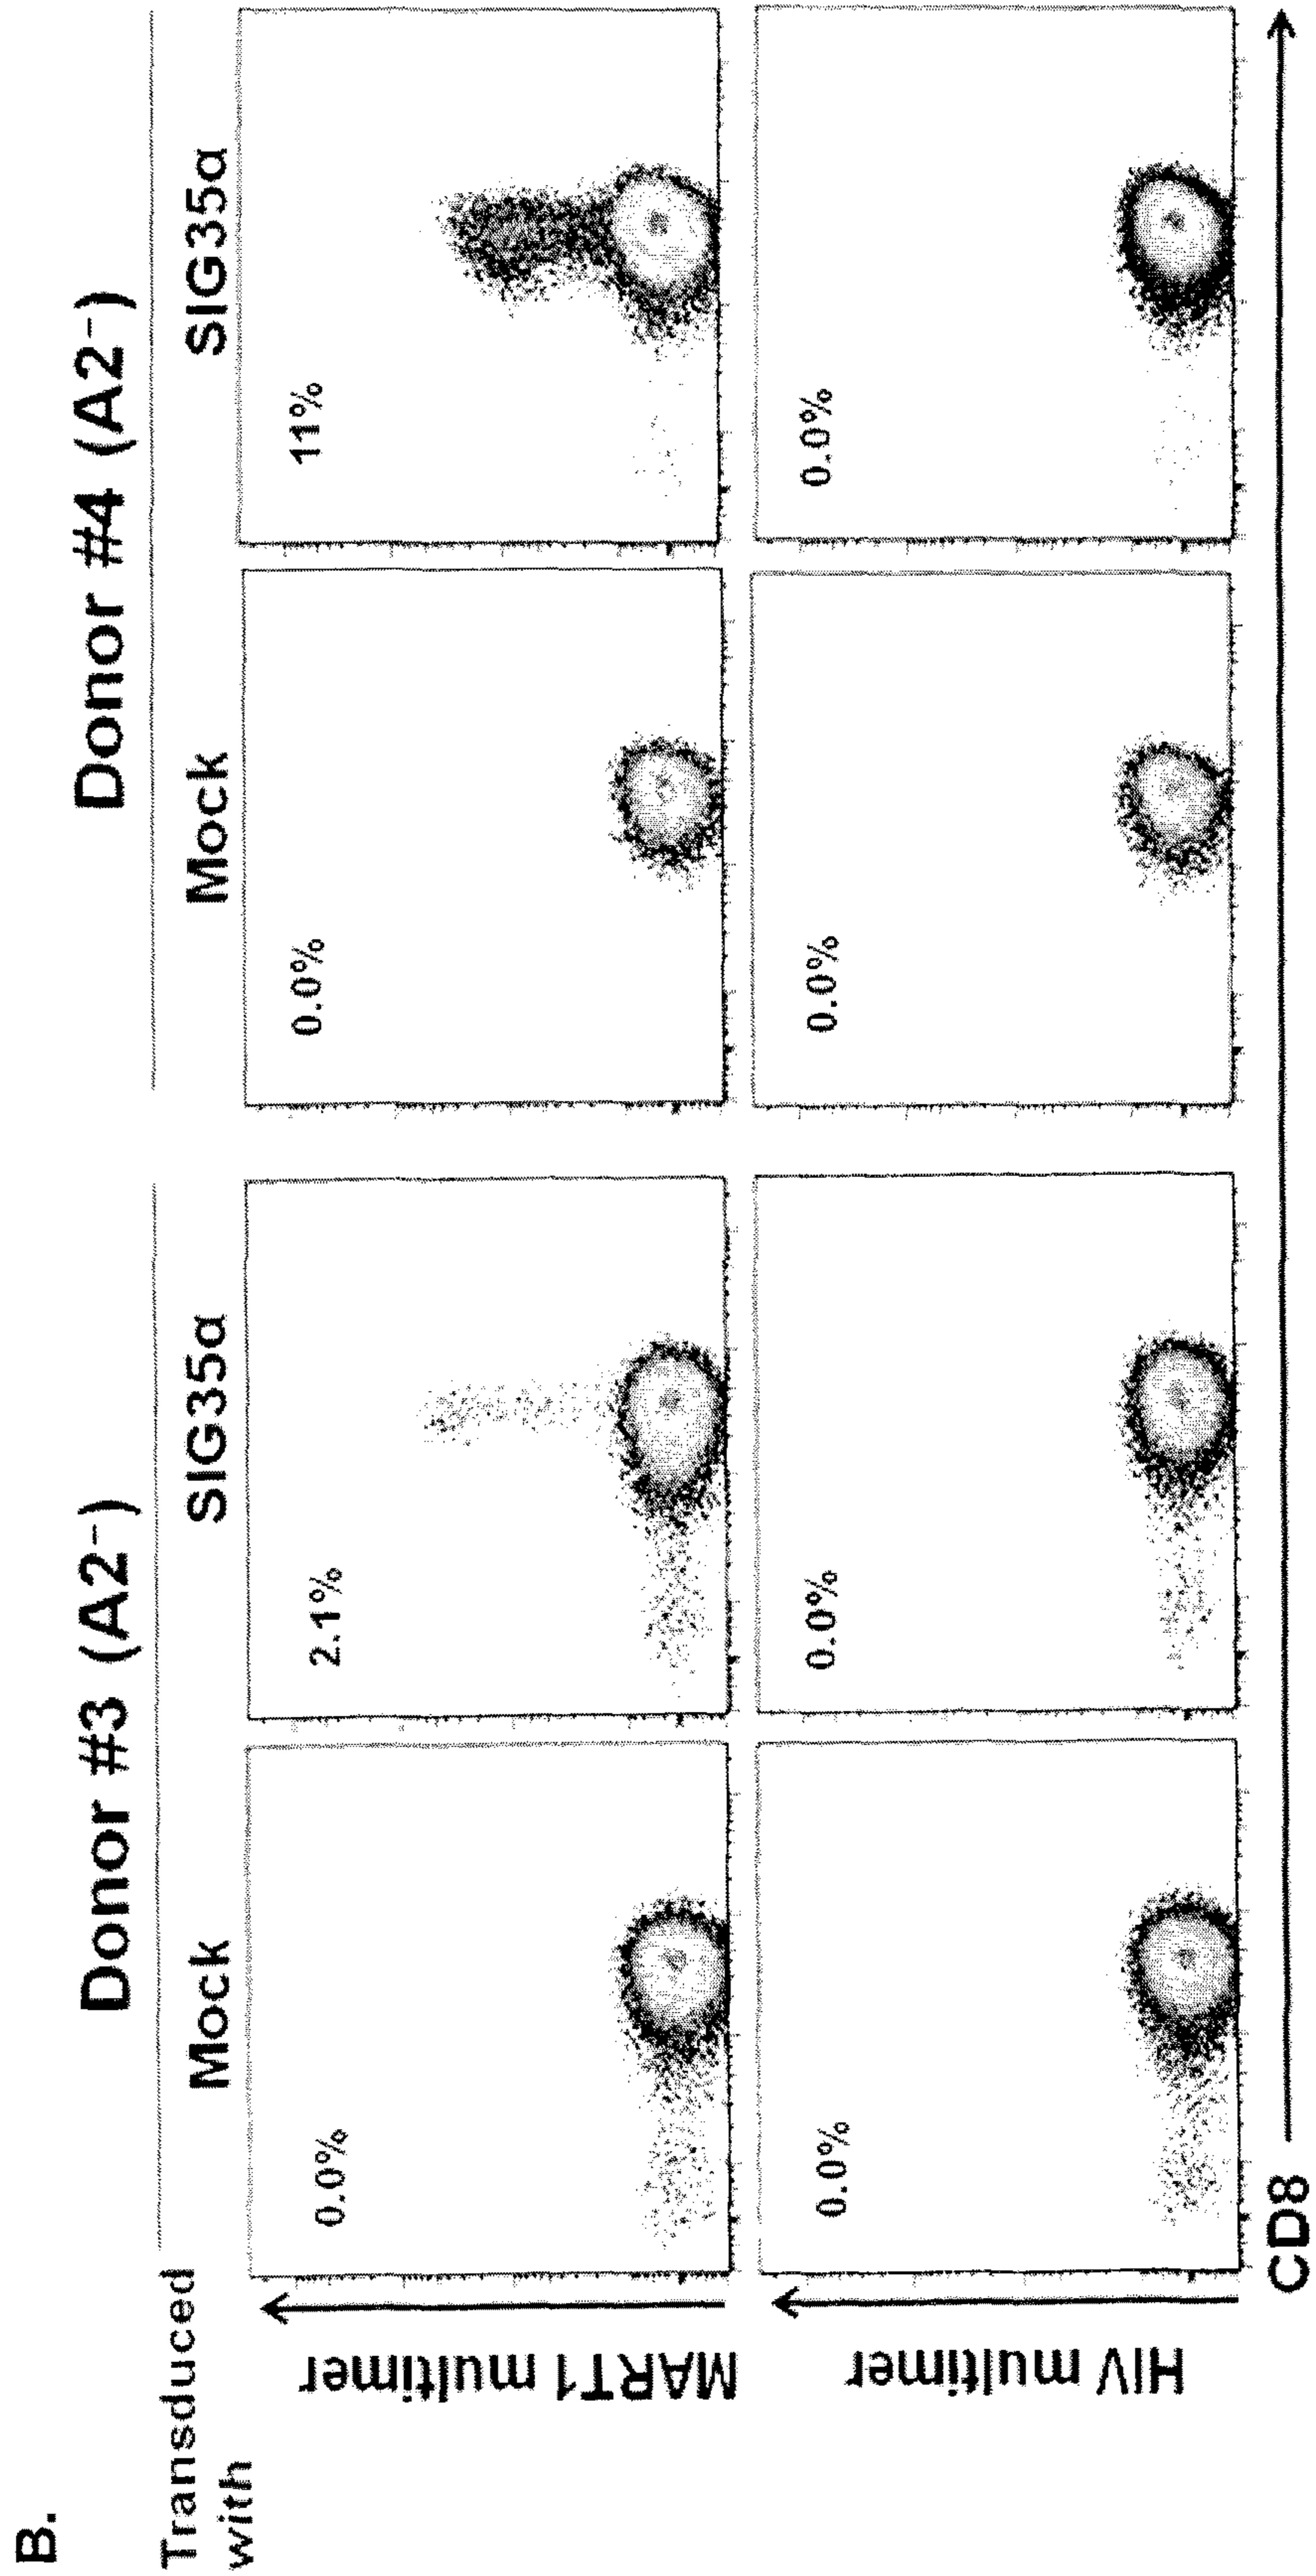 B.
Donor #3 (A2⁻)
Donor #4 (A2⁻)
Transduced
with
Mock
SIG35α
Mock
SIG35α
MART1 multimer
0.0%
2.1%
0.0%
11%
HIV multimer
0.0%
0.0%
0.0%
0.0%
CD8